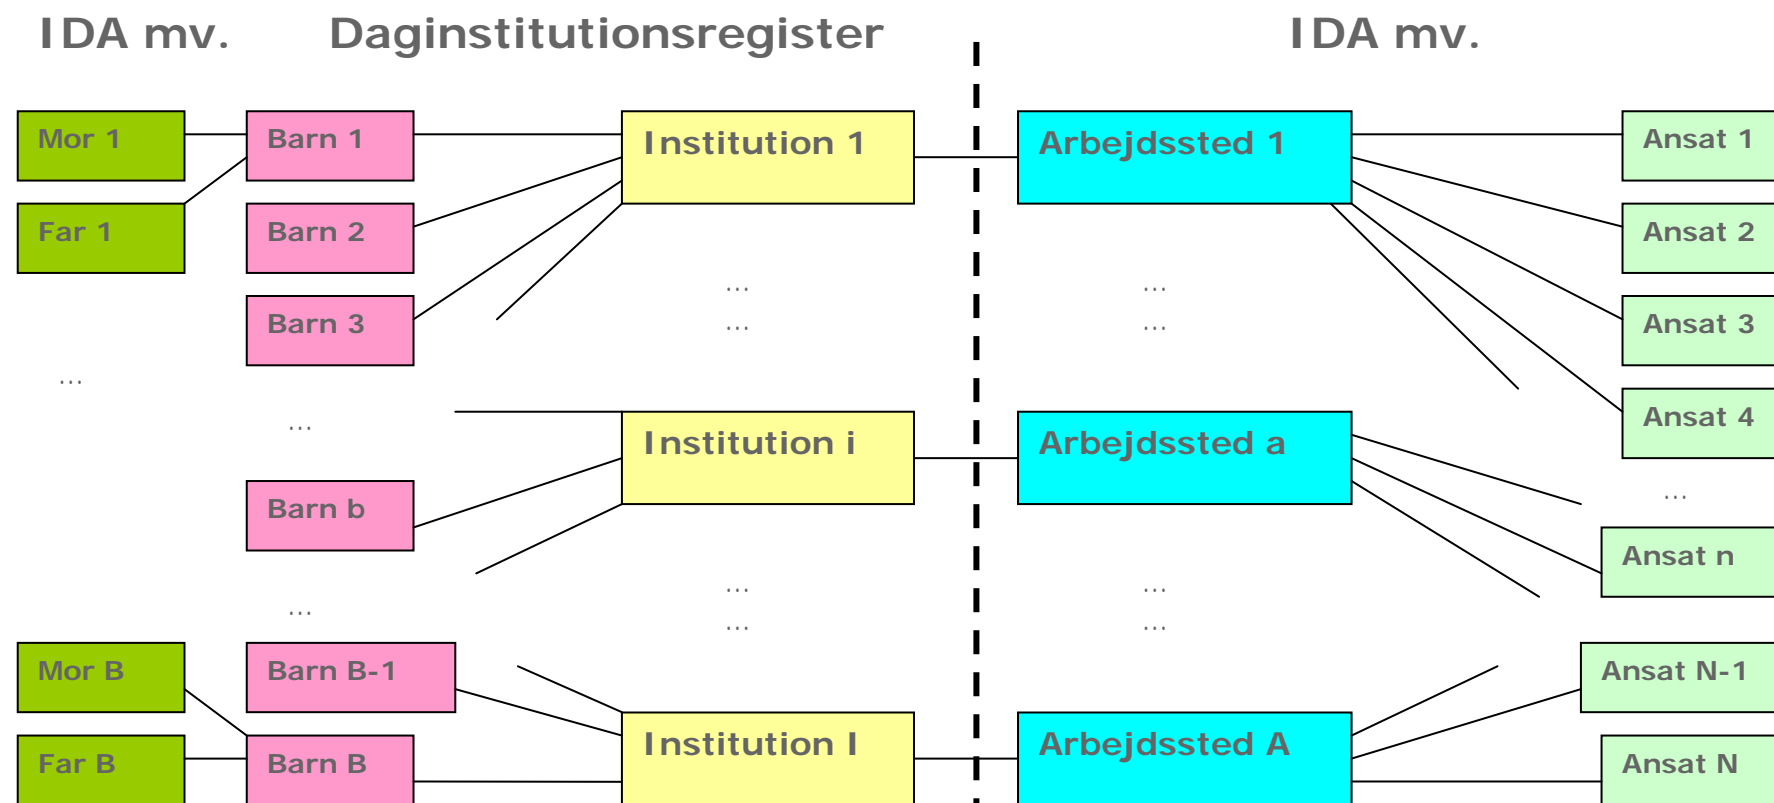 IDA mv. Daginstitutionsregister IDA mv.
Mor 1 Barn 1 Institution 1 Arbejdssted 1 Ansat 1
Far 1 Barn 2 Ansat 2
... ...
Barn 3 ... ... Ansat 3
...
... Institution i Arbejdssted a Ansat 4
Barn b ...
Ansat n
... ... ...
... ...
Mor B Barn B-1 Ansat N-1
Far B Barn B Institution I Arbejdssted A Ansat N